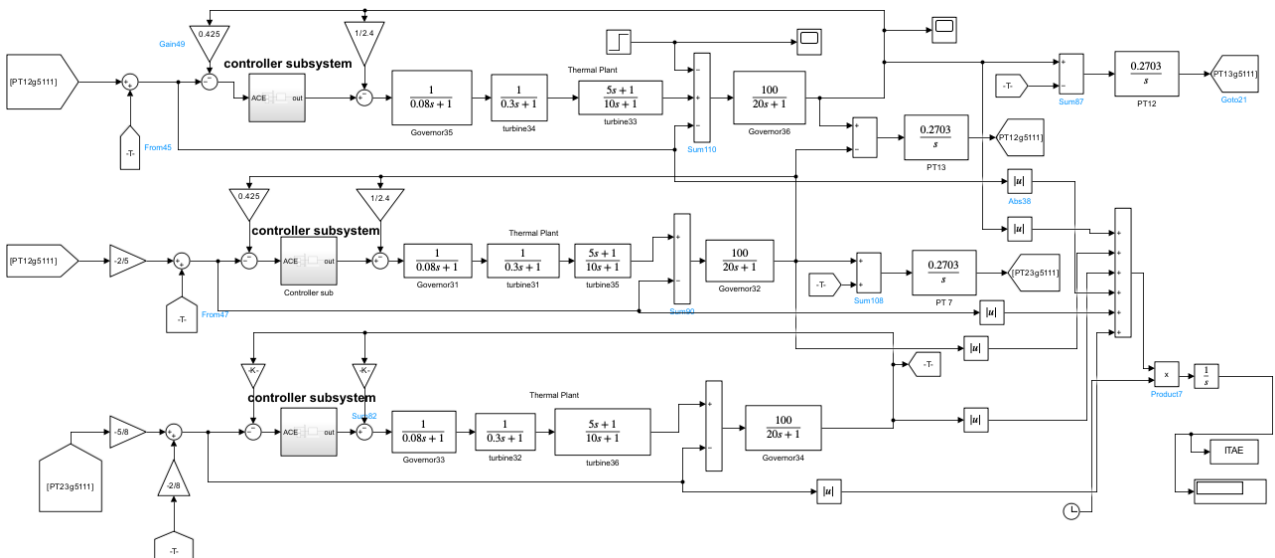 0.425
Gain49
1/2.4
[PT12g5111]
controller subsystem
ACE
out
-T-
From45
1
0.08s + 1
Governor35
1
0.3s + 1
turbine34
Thermal Plant
5s + 1
10s + 1
turbine33
Sum110
100
20s + 1
Governor36
-T-
Sum87
0.2703
s
PT12
[PT13g5111]
Goto21
0.2703
s
PT13
[PT12g5111]
|u|
Abs38
|u|
0.425
1/2.4
[PT12g5111]
-2/5
-T-
From47
controller subsystem
ACE
out
Controller sub
1
0.08s + 1
Governor31
1
0.3s + 1
turbine31
Thermal Plant
5s + 1
10s + 1
turbine35
Sum90
100
20s + 1
Governor32
-T-
Sum108
0.2703
s
PT 7
[PT23g5111]
|u|
|u|
-T-
-K-
-K-
controller subsystem
Sum82
[PT23g5111]
-5/8
-2/8
-T-
ACE
out
1
0.08s + 1
Governor33
1
0.3s + 1
turbine32
Thermal Plant
5s + 1
10s + 1
turbine36
100
20s + 1
Governor34
|u|
|u|
x
Product7
1
s
ITAE